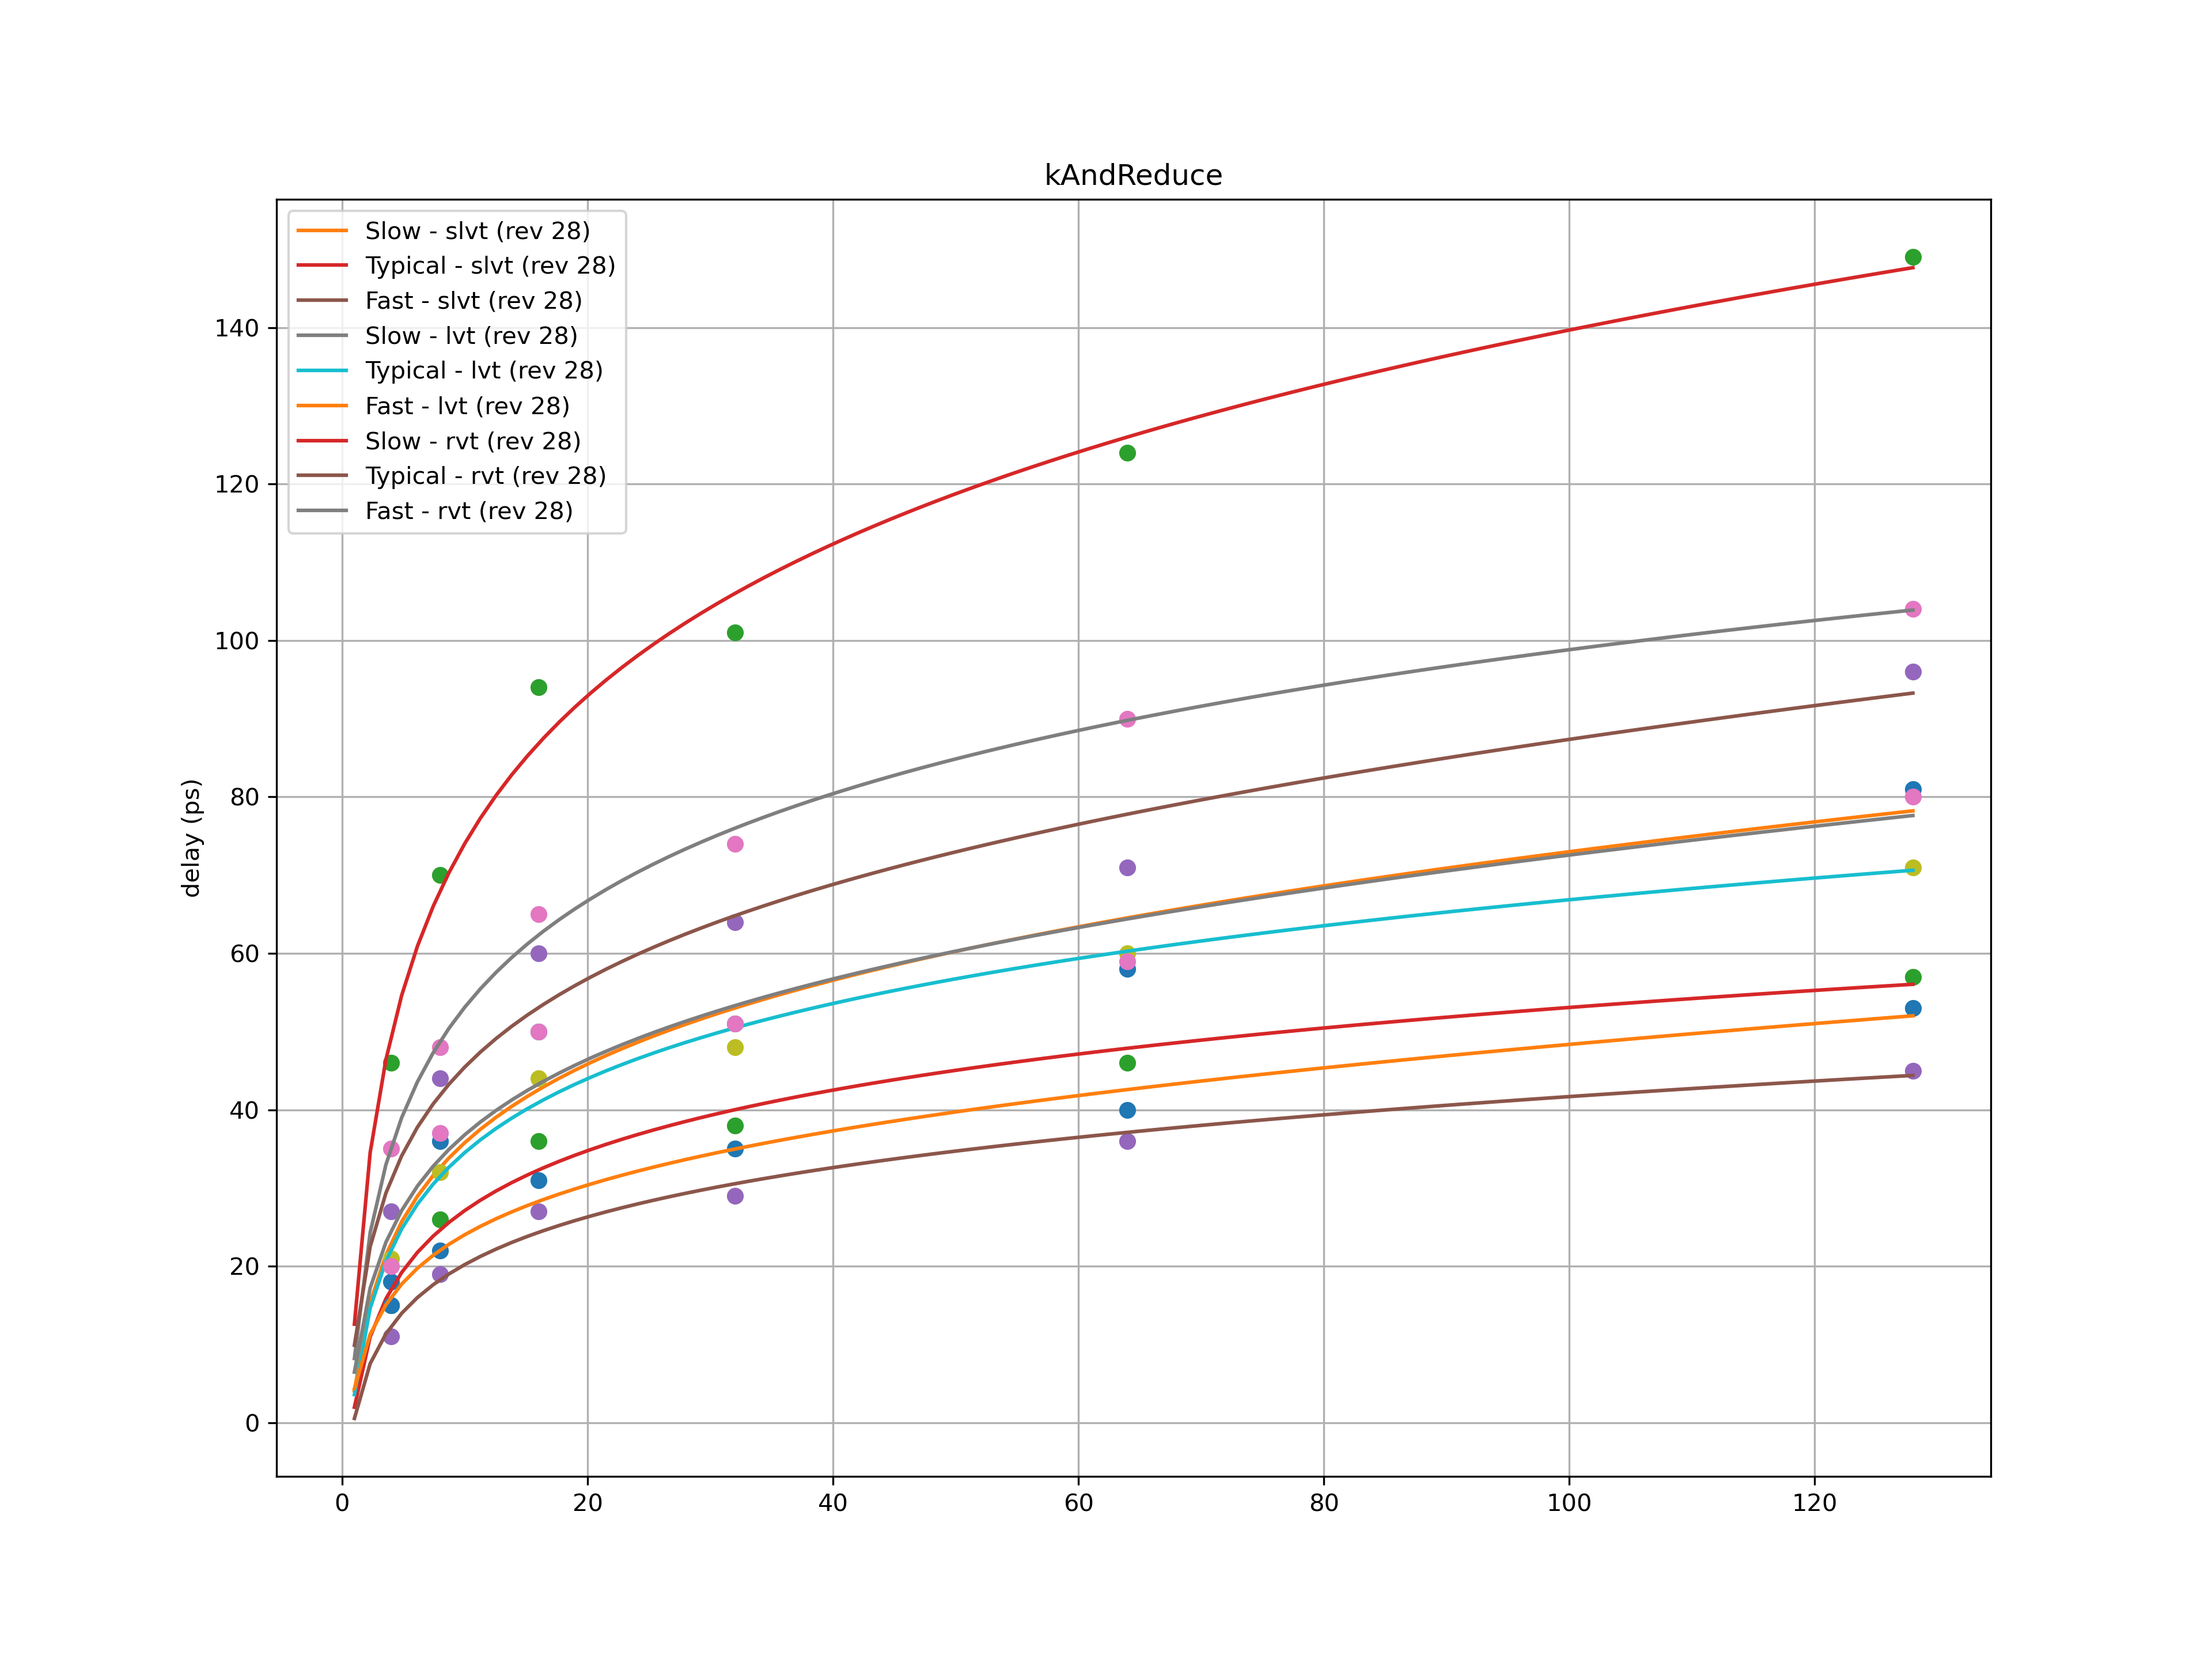 kAndReduce
Slow - slvt (rev 28)
Typical - slvt (rev 28)
Fast - slvt (rev 28)
Slow - lvt (rev 28)
Typical - lvt (rev 28)
Fast - lvt (rev 28)
Slow - rvt (rev 28)
Typical - rvt (rev 28)
Fast - rvt (rev 28)
delay (ps)
140
120
100
80
60
40
20
0
0 20 40 60 80 100 120